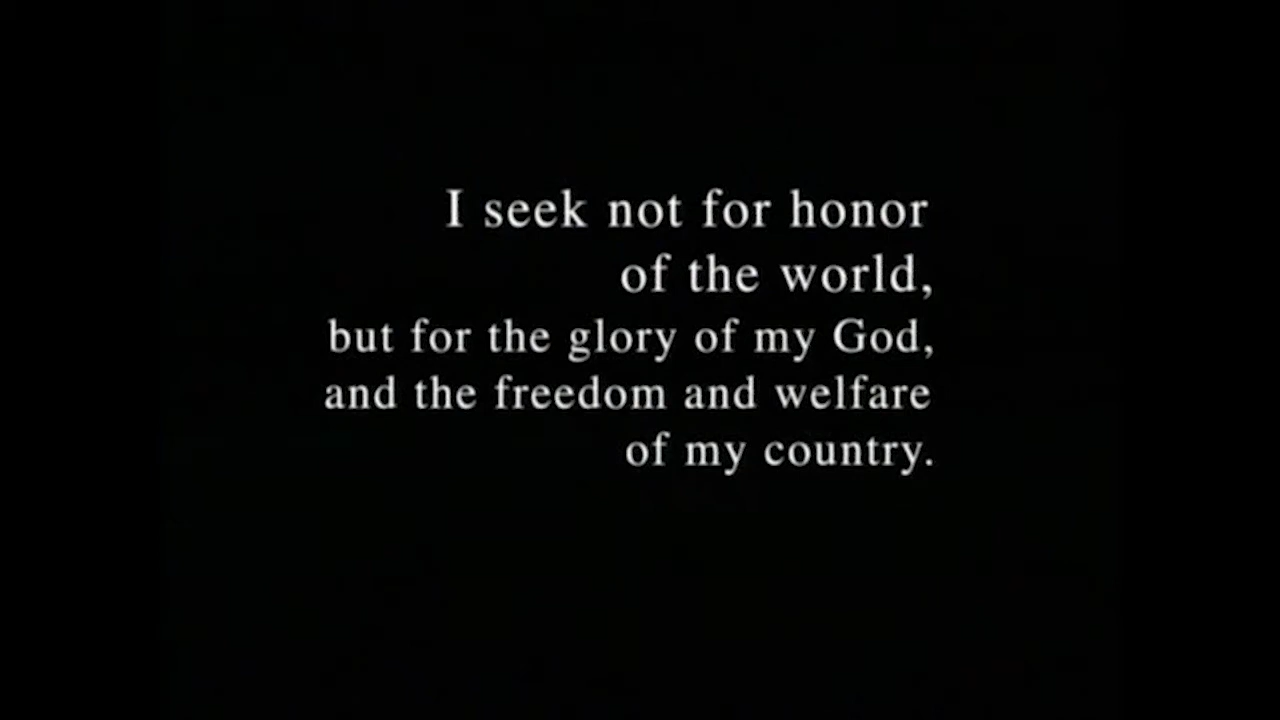 I seek not for honor
of the world,
but for the glory of my God,
and the freedom and welfare
of my country.